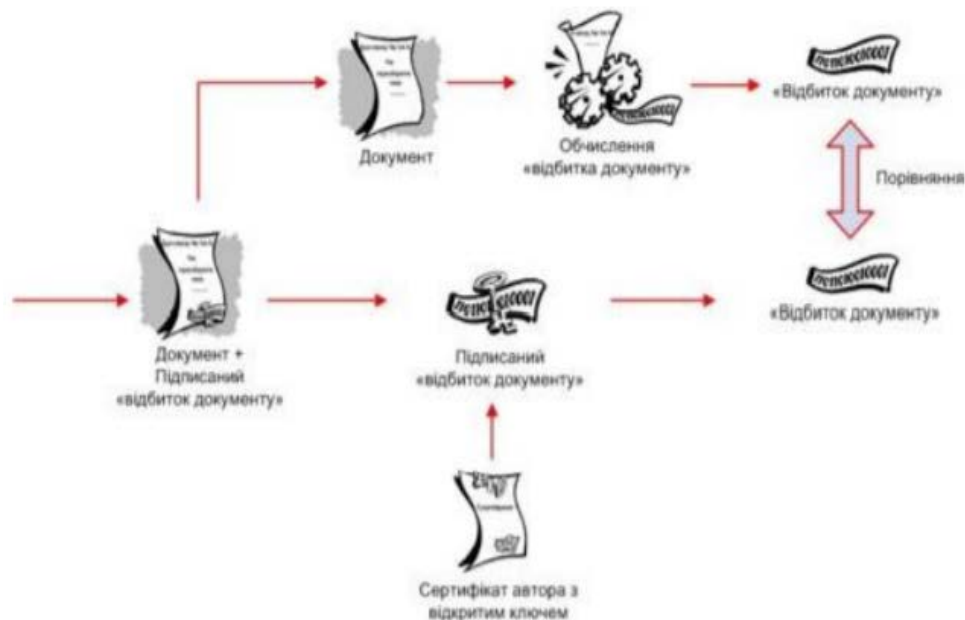 Документ
Обчислення
«відбитка документу»
«Відбиток документу»
Порівняння
Документ +
Підписаний
«відбиток документу»
Підписаний
«відбиток документу»
«Відбиток документу»
Сертифікат автора з
відкритим ключем